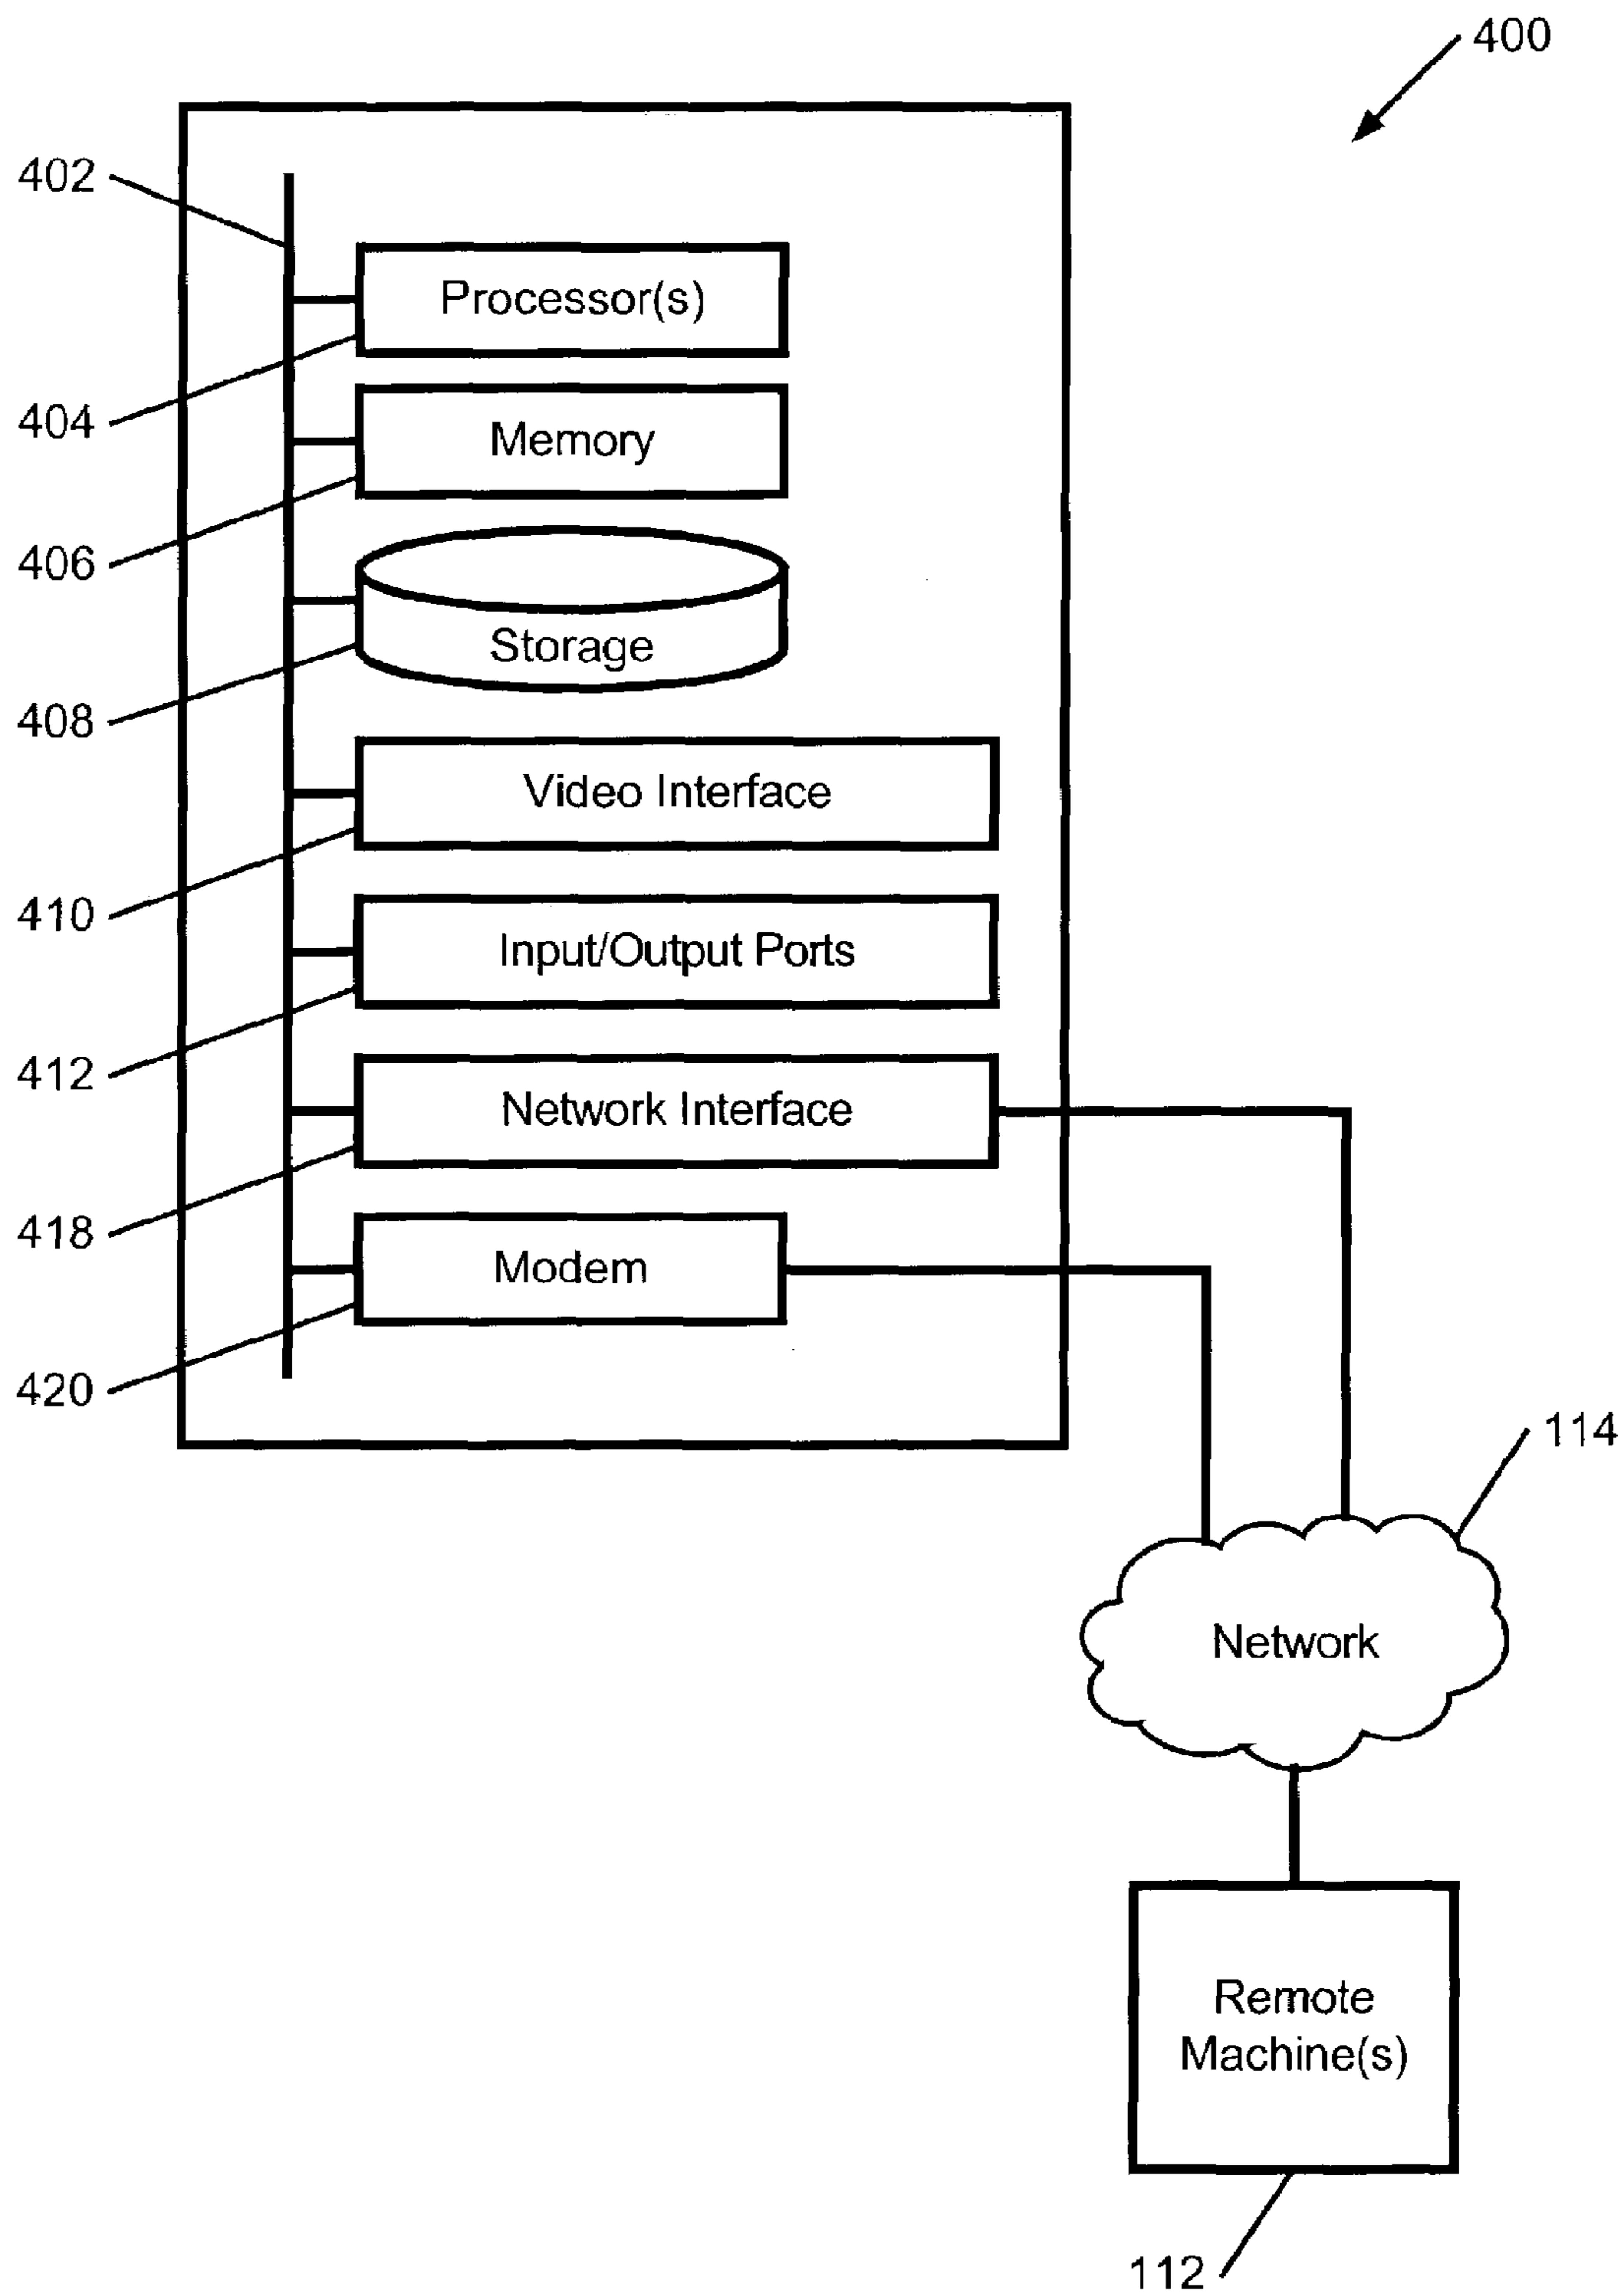 400
402
Processor(s)
404
Memory
406
Storage
408
Video Interface
410
Input/Output Ports
412
Network Interface
418
Modem
420
114
Network
Remote
Machine(s)
112